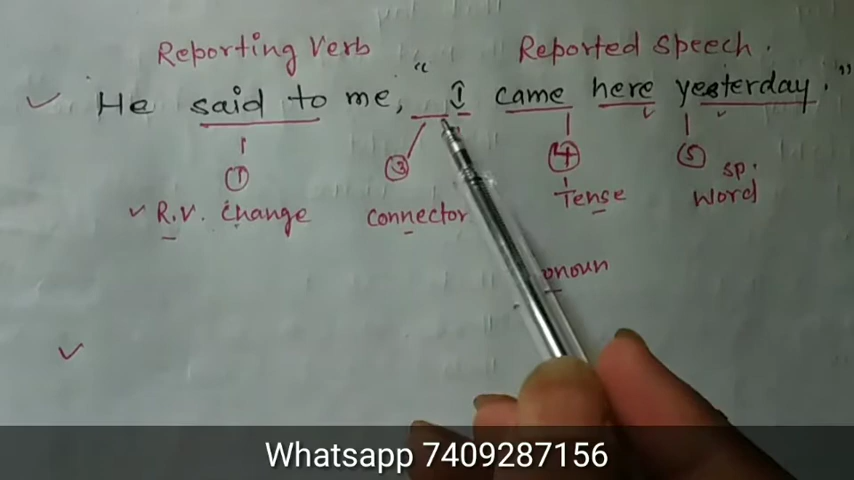 Reporting Verb Reported Speech.
✓ He said to me, " I came here yesterday."
① ② ④ ⑤ sp.
✓ R.V. change connector Tense word
onoun
✓
Whatsapp 7409287156